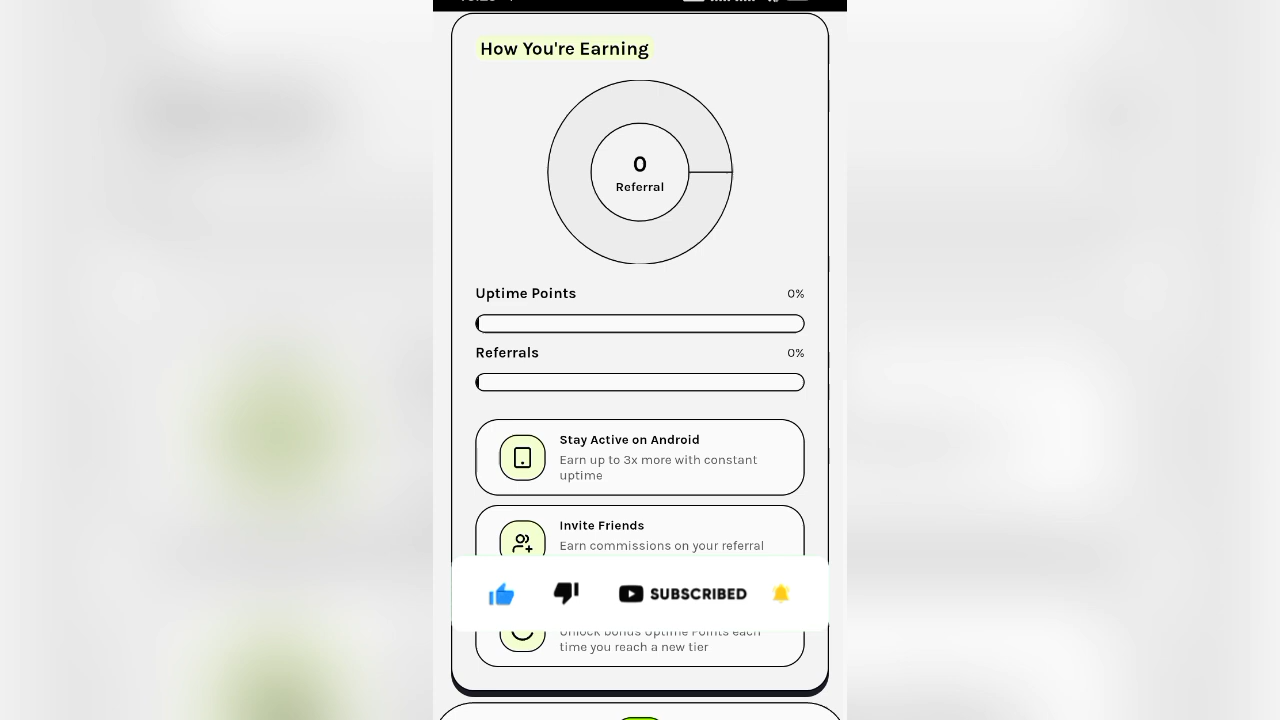 How You're Earning
0
Referral
Uptime Points 0%
Referrals 0%
Stay Active on Android
Earn up to 3x more with constant
uptime
Invite Friends
Earn commissions on your referral
SUBSCRIBED
Unlock bonus Uptime Points each
time you reach a new tier